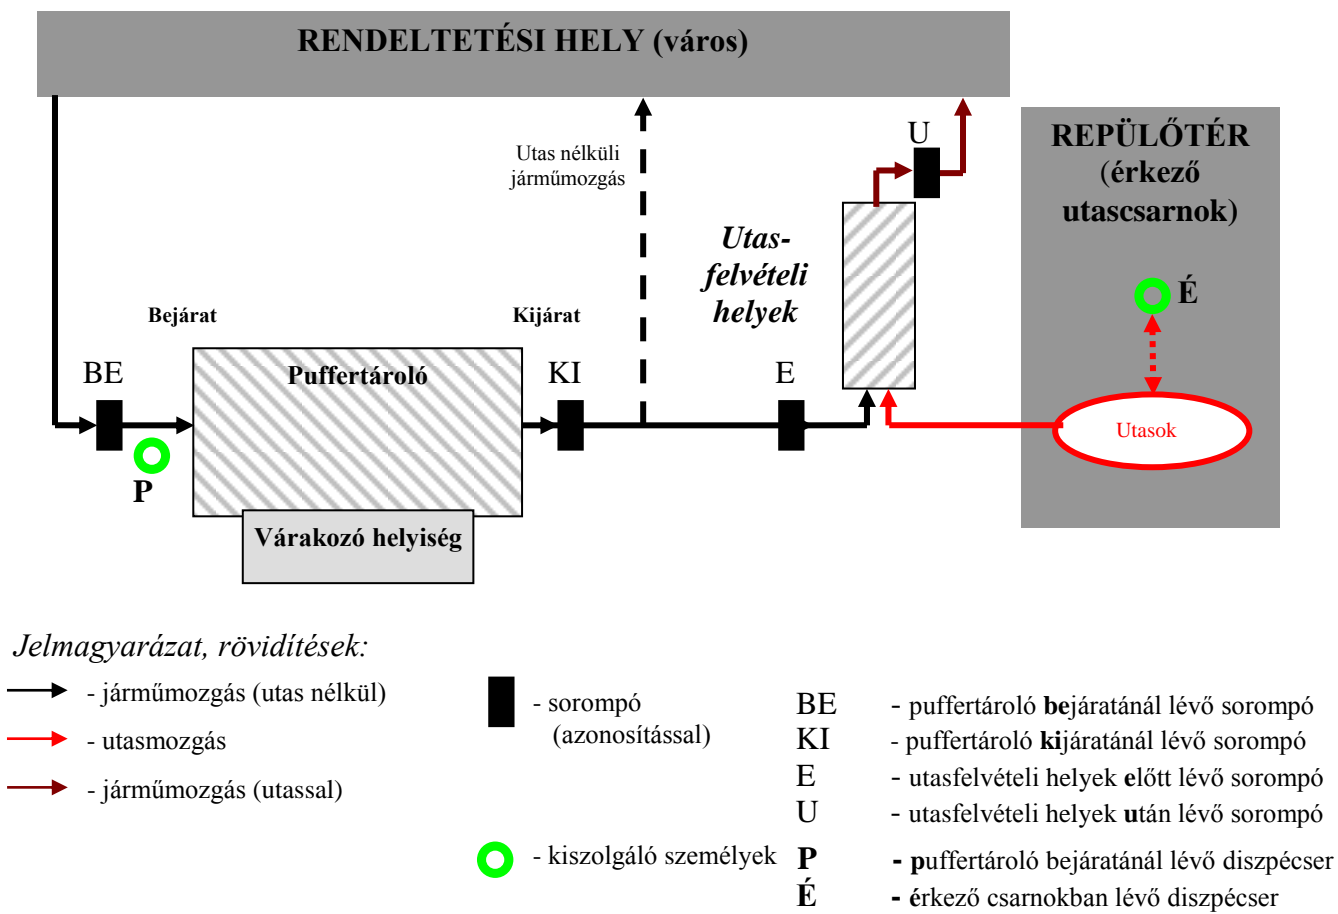 RENDELTETÉSI HELY (város)
U
REPÜLŐTÉR
(érkező
utascsarnok)
Utas nélküli
járműmozgás
Utas-
felvételi
helyek
É
Bejárat
Kijárat
BE
Puffertároló
KI
E
Utasok
P
Várakozó helyiség
Jelmagyarázat, rövidítések:
- járműmozgás (utas nélkül)
- utasmozgás
- járműmozgás (utassal)
- sorompó
(azonosítással)
- kiszolgáló személyek
BE - puffertároló bejáratánál lévő sorompó
KI - puffertároló kijáratánál lévő sorompó
E - utasfelvételi helyek előtt lévő sorompó
U - utasfelvételi helyek után lévő sorompó
P - puffertároló bejáratánál lévő diszpécser
É - érkező csarnokban lévő diszpécser